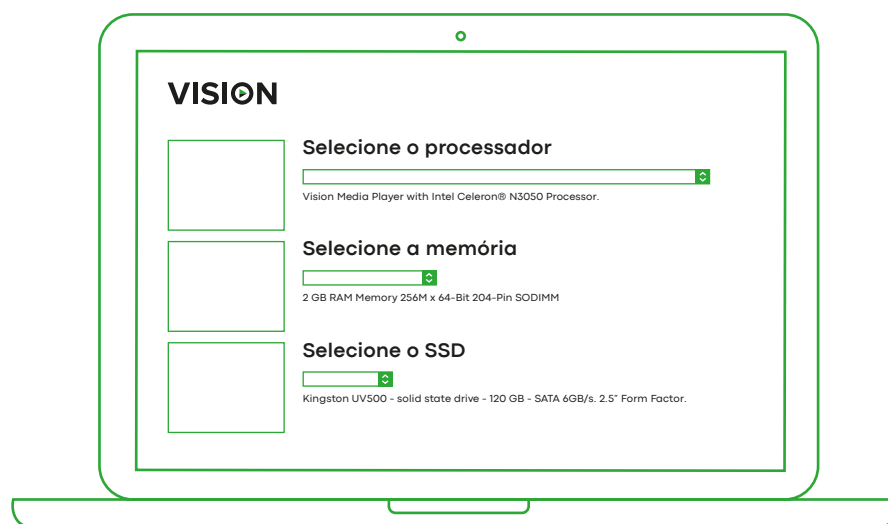 VISION
Selecione o processador
Vision Media Player with Intel Celeron® N3050 Processor.
Selecione a memória
2 GB RAM Memory 256M x 64-Bit 204-Pin SODIMM
Selecione o SSD
Kingston UV500 - solid state drive - 120 GB - SATA 6GB/s. 2.5” Form Factor.